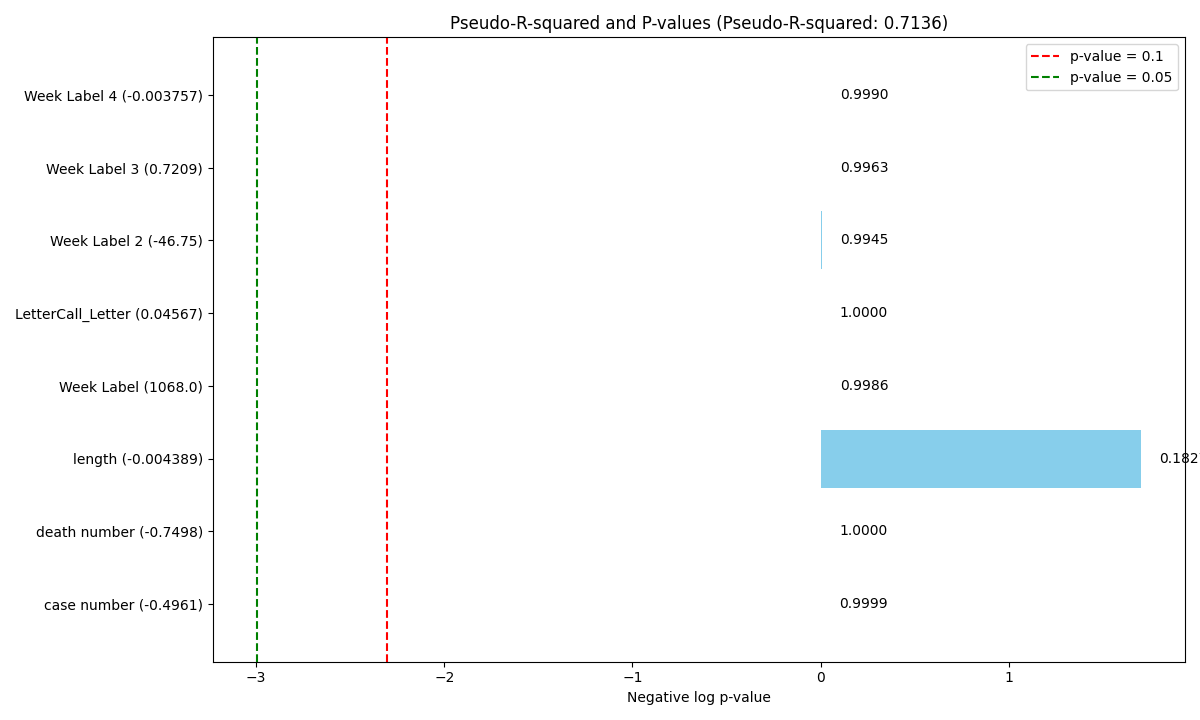 Pseudo-R-squared and P-values (Pseudo-R-squared: 0.7136)
p-value = 0.1
p-value = 0.05
Week Label 4 (-0.003757)
0.9990
Week Label 3 (0.7209)
0.9963
Week Label 2 (-46.75)
0.9945
LetterCall_Letter (0.04567)
1.0000
Week Label (1068.0)
0.9986
length (-0.004389)
0.182
death number (-0.7498)
1.0000
case number (-0.4961)
0.9999
−3
−2
−1
0
1
Negative log p-value